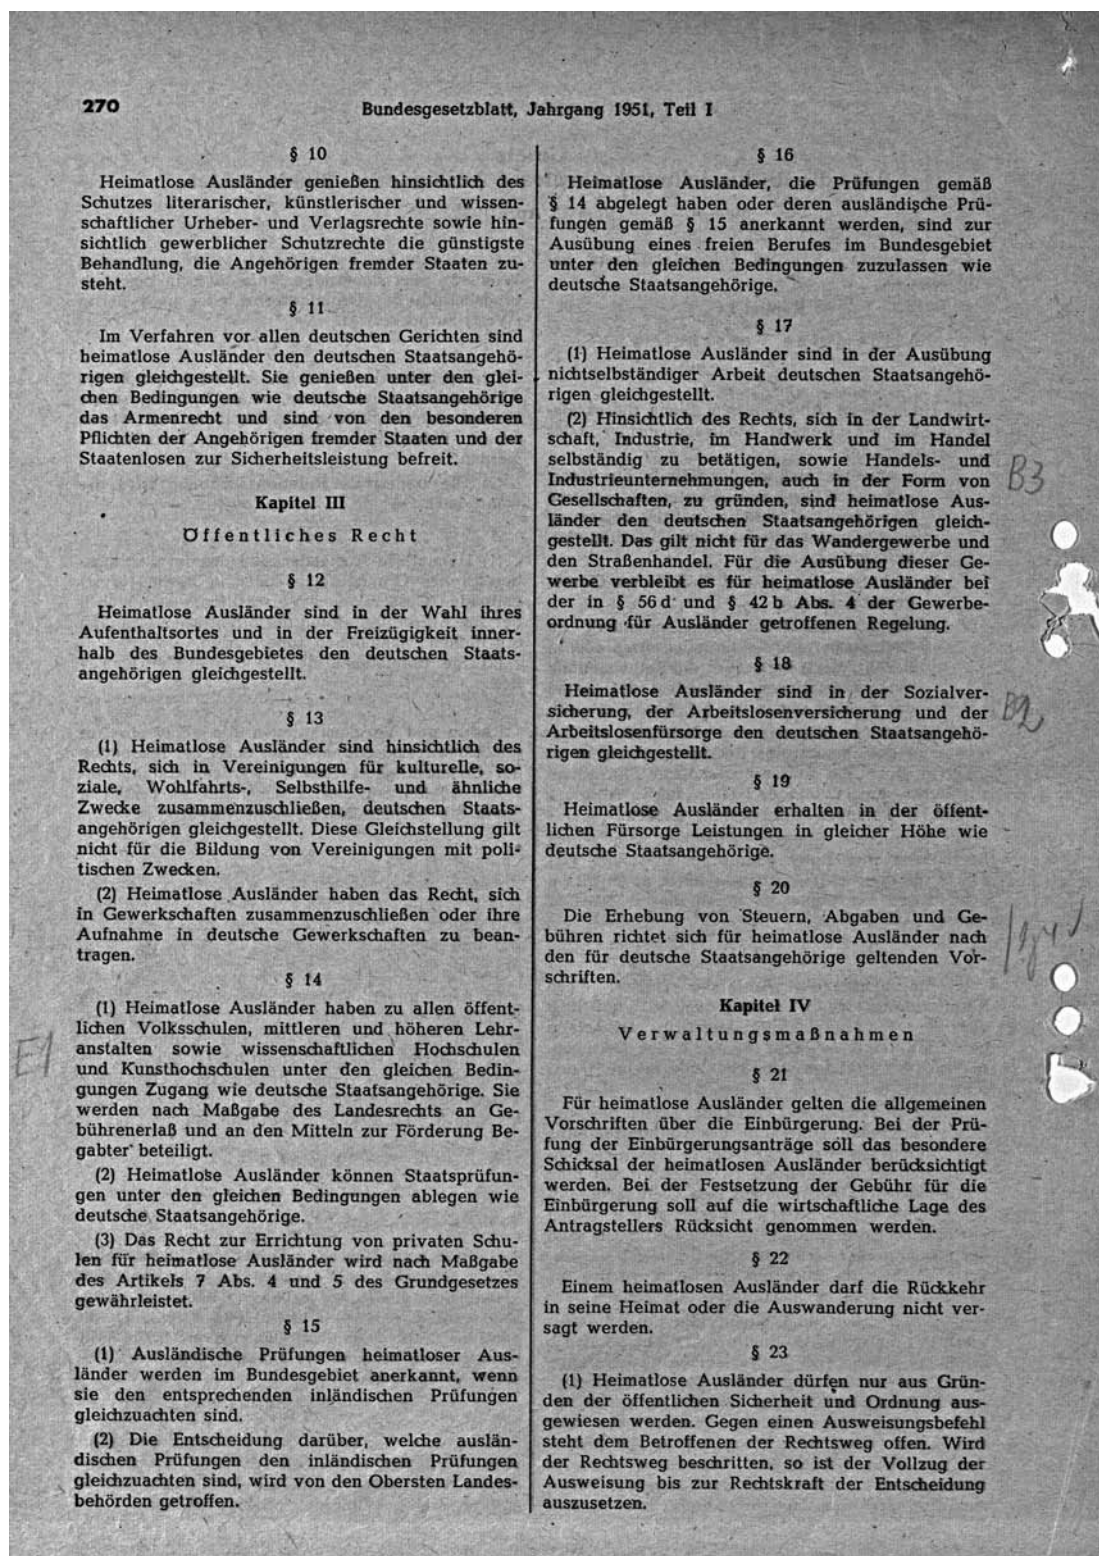 270
Bundesgesetzblatt, Jahrgang 1951, Teil I
§ 10
Heimatlose Ausländer genießen hinsichtlich des
Schutzes literarischer, künstlerischer und wissen-
schaftlicher Urheber- und Verlagsrechte sowie hin-
sichtlich gewerblicher Schutzrechte die günstigste
Behandlung, die Angehörigen fremder Staaten zu-
steht.
§ 11
Im Verfahren vor allen deutschen Gerichten sind
heimatlose Ausländer den deutschen Staatsangehö-
rigen gleichgestellt. Sie genießen unter den glei-
chen Bedingungen wie deutsche Staatsangehörige
das Armenrecht und sind von den besonderen
Pflichten der Angehörigen fremder Staaten und der
Staatenlosen zur Sicherheitsleistung befreit.
Kapitel III
Öffentliches Recht
§ 12
Heimatlose Ausländer sind in der Wahl ihres
Aufenthaltsortes und in der Freizügigkeit inner-
halb des Bundesgebietes den deutschen Staats-
angehörigen gleichgestellt.
§ 13
(1) Heimatlose Ausländer sind hinsichtlich des
Rechts, sich in Vereinigungen für kulturelle, so-
ziale, Wohlfahrts-, Selbsthilfe- und ähnliche
Zwecke zusammenzuschließen, deutschen Staats-
angehörigen gleichgestellt. Diese Gleichstellung gilt
nicht für die Bildung von Vereinigungen mit poli-
tischen Zwecken.
(2) Heimatlose Ausländer haben das Recht, sich
in Gewerkschaften zusammenzuschließen oder ihre
Aufnahme in deutsche Gewerkschaften zu bean-
tragen.
§ 14
(1) Heimatlose Ausländer haben zu allen öffent-
lichen Volksschulen, mittleren und höheren Lehr-
anstalten sowie wissenschaftlichen Hochschulen
und Kunsthochschulen unter den gleichen Bedin-
gungen Zugang wie deutsche Staatsangehörige. Sie
werden nach Maßgabe des Landesrechts an Ge-
bührenerlaß und an den Mitteln zur Förderung Be-
gabter beteiligt.
E1
(2) Heimatlose Ausländer können Staatsprüfun-
gen unter den gleichen Bedingungen ablegen wie
deutsche Staatsangehörige.
(3) Das Recht zur Errichtung von privaten Schu-
len für heimatlose Ausländer wird nach Maßgabe
des Artikels 7 Abs. 4 und 5 des Grundgesetzes
gewährleistet.
§ 15
(1) Ausländische Prüfungen heimatloser Aus-
länder werden im Bundesgebiet anerkannt, wenn
sie den entsprechenden inländischen Prüfungen
gleichzuachten sind.
(2) Die Entscheidung darüber, welche auslän-
dischen Prüfungen den inländischen Prüfungen
gleichzuachten sind, wird von den Obersten Landes-
behörden getroffen.
§ 16
Heimatlose Ausländer, die Prüfungen gemäß
§ 14 abgelegt haben oder deren ausländische Prü-
fungen gemäß § 15 anerkannt werden, sind zur
Ausübung eines freien Berufes im Bundesgebiet
unter den gleichen Bedingungen zuzulassen wie
deutsche Staatsangehörige.
§ 17
(1) Heimatlose Ausländer sind in der Ausübung
nichtselbständiger Arbeit deutschen Staatsangehö-
rigen gleichgestellt.
(2) Hinsichtlich des Rechts, sich in der Landwirt-
schaft, Industrie, im Handwerk und im Handel
selbständig zu betätigen, sowie Handels- und
Industrieunternehmungen, auch in der Form von
Gesellschaften, zu gründen, sind heimatlose Aus-
länder den deutschen Staatsangehörigen gleich-
gestellt. Das gilt nicht für das Wandergewerbe und
den Straßenhandel. Für die Ausübung dieser Ge-
werbe verbleibt es für heimatlose Ausländer bei
der in § 56d und § 42b Abs. 4 der Gewerbe-
ordnung für Ausländer getroffenen Regelung.
B3
§ 18
Heimatlose Ausländer sind in der Sozialver-
sicherung, der Arbeitslosenversicherung und der
Arbeitslosenfürsorge den deutschen Staatsangehö-
rigen gleichgestellt.
B2
§ 19
Heimatlose Ausländer erhalten in der öffent-
lichen Fürsorge Leistungen in gleicher Höhe wie
deutsche Staatsangehörige.
§ 20
Die Erhebung von Steuern, Abgaben und Ge-
bühren richtet sich für heimatlose Ausländer nach
den für deutsche Staatsangehörige geltenden Vor-
schriften.
Kapitel IV
Verwaltungsmaßnahmen
§ 21
Für heimatlose Ausländer gelten die allgemeinen
Vorschriften über die Einbürgerung. Bei der Prü-
fung der Einbürgerungsanträge soll das besondere
Schicksal der heimatlosen Ausländer berücksichtigt
werden. Bei der Festsetzung der Gebühr für die
Einbürgerung soll auf die wirtschaftliche Lage des
Antragstellers Rücksicht genommen werden.
§ 22
Einem heimatlosen Ausländer darf die Rückkehr
in seine Heimat oder die Auswanderung nicht ver-
sagt werden.
§ 23
(1) Heimatlose Ausländer dürfen nur aus Grün-
den der öffentlichen Sicherheit und Ordnung aus-
gewiesen werden. Gegen einen Ausweisungsbefehl
steht dem Betroffenen der Rechtsweg offen. Wird
der Rechtsweg beschritten, so ist der Vollzug der
Ausweisung bis zur Rechtskraft der Entscheidung
auszusetzen.